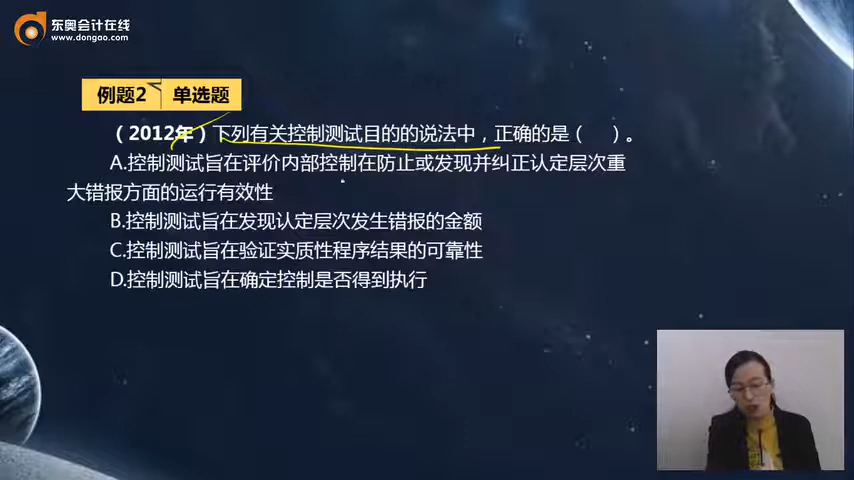 东奥会计在线
www.dongao.com
例题2 单选题
（2012年）下列有关控制测试目的的说法中，正确的是（ ）。
A.控制测试旨在评价内部控制在防止或发现并纠正认定层次重
大错报方面的运行有效性
B.控制测试旨在发现认定层次发生错报的金额
C.控制测试旨在验证实质性程序结果的可靠性
D.控制测试旨在确定控制是否得到执行